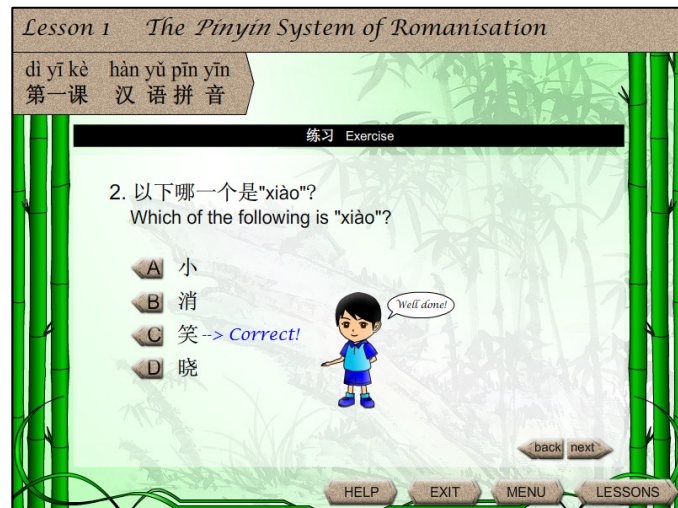 Lesson 1 The Pinyin System of Romanisation
dì yī kè hàn yǔ pīn yīn
第一课 汉语拼音
练习 Exercise
2. 以下哪一个是"xiào"?
Which of the following is "xiào"?
A 小
B 消
C 笑 --> Correct!
D 晓
Well done!
back next
HELP EXIT MENU LESSONS